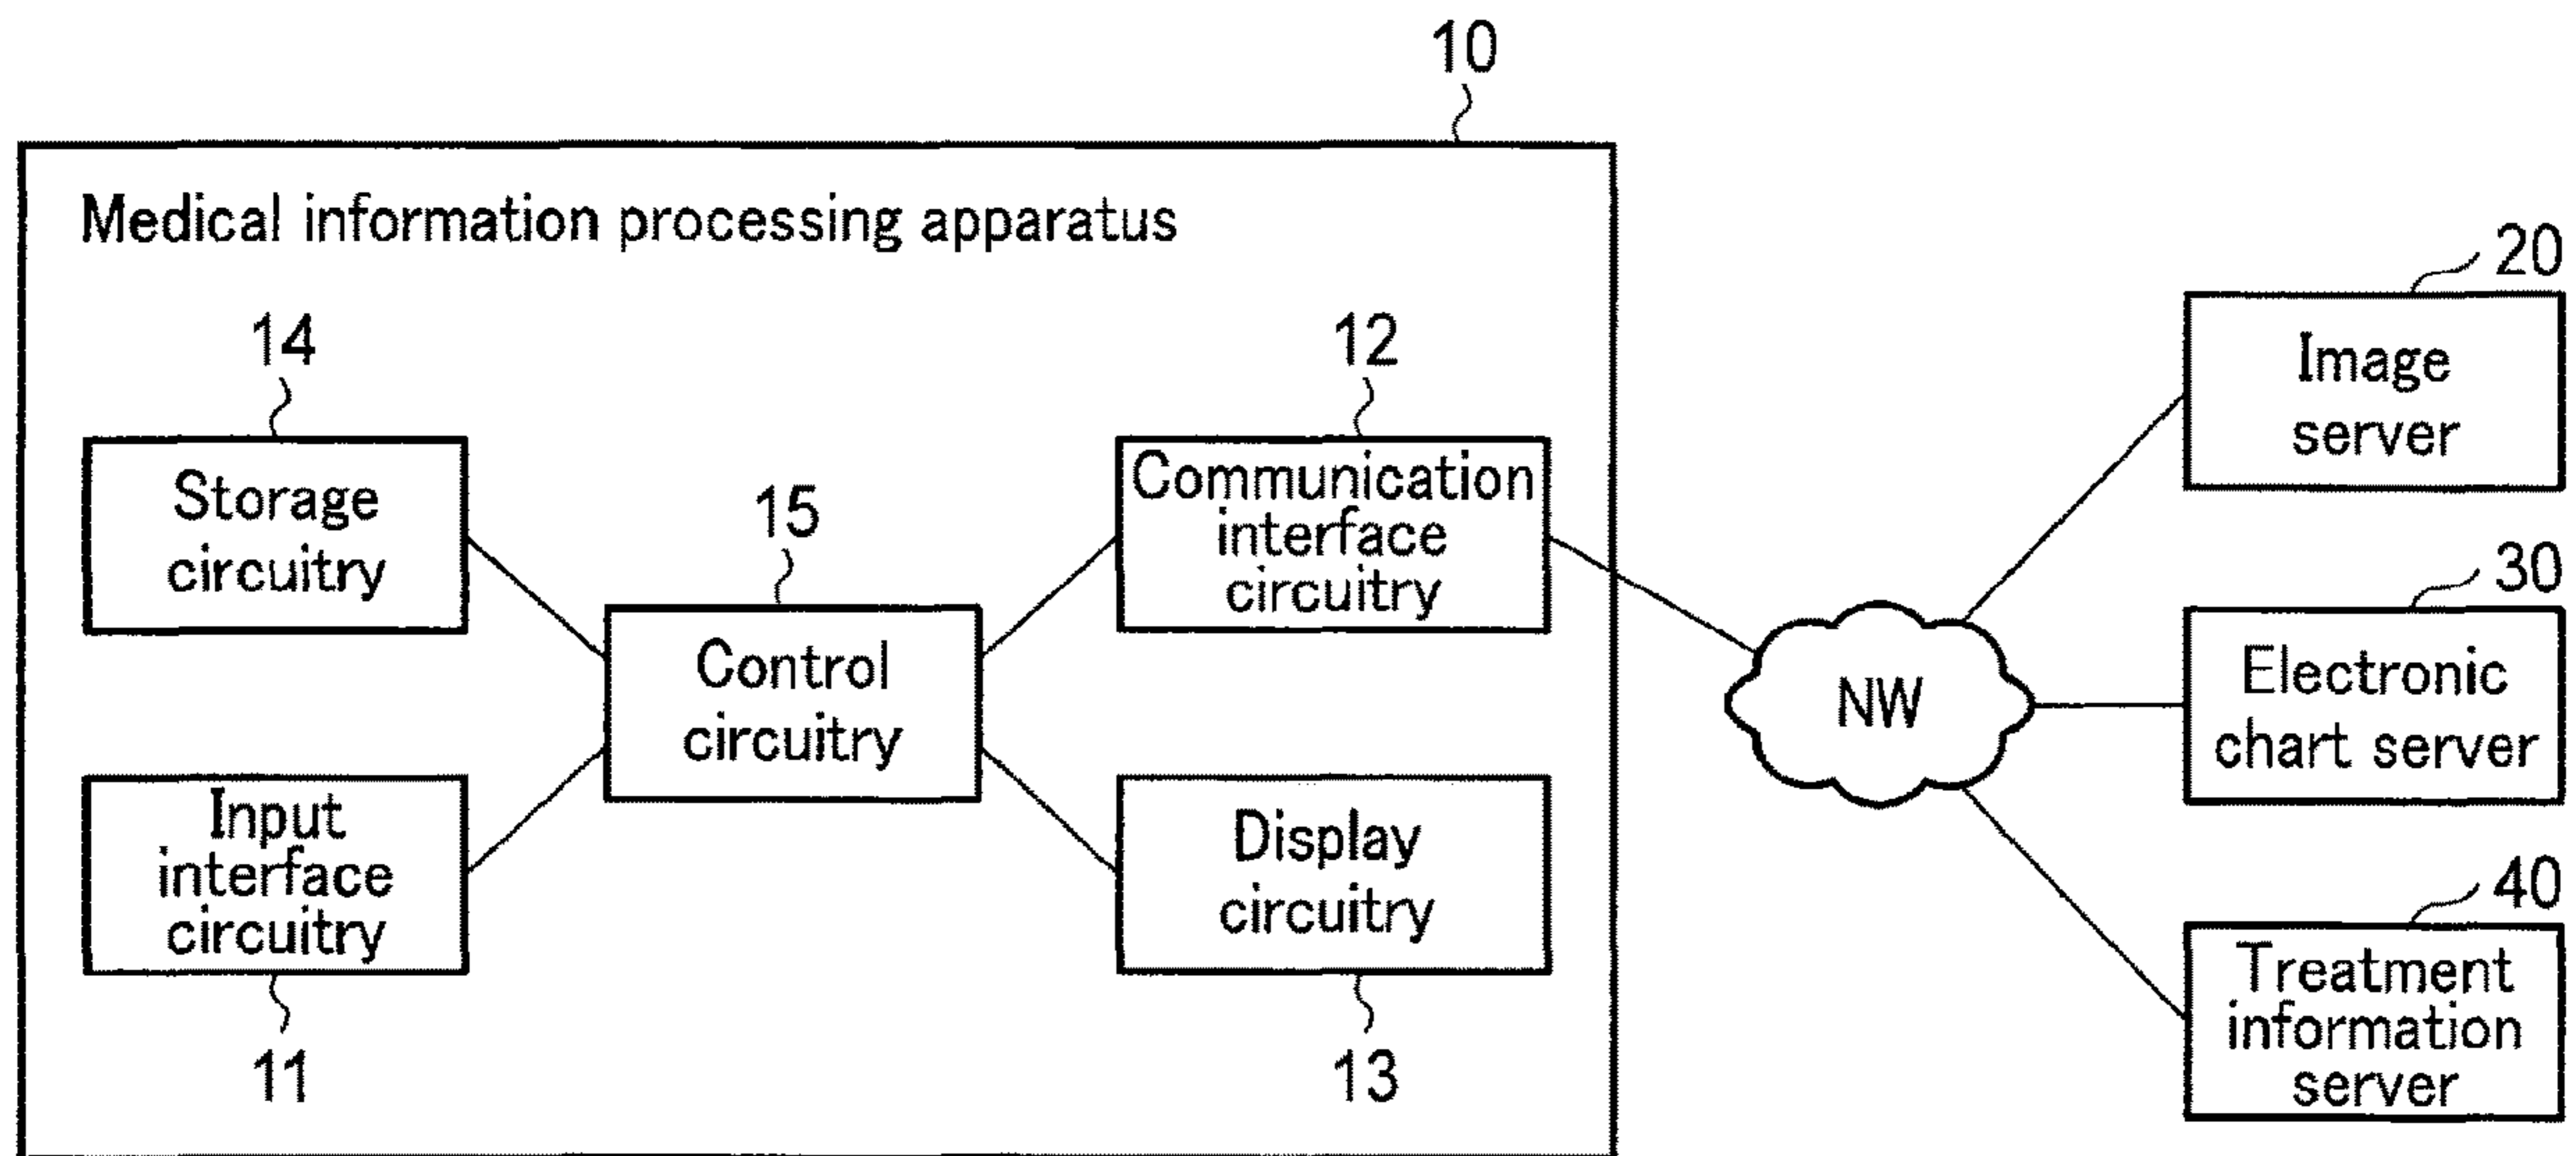 10
Medical information processing apparatus
14
Storage
circuitry
15
Control
circuitry
Input
interface
circuitry
11
12
Communication
interface
circuitry
Display
circuitry
13
NW
20
Image
server
30
Electronic
chart server
40
Treatment
information
server